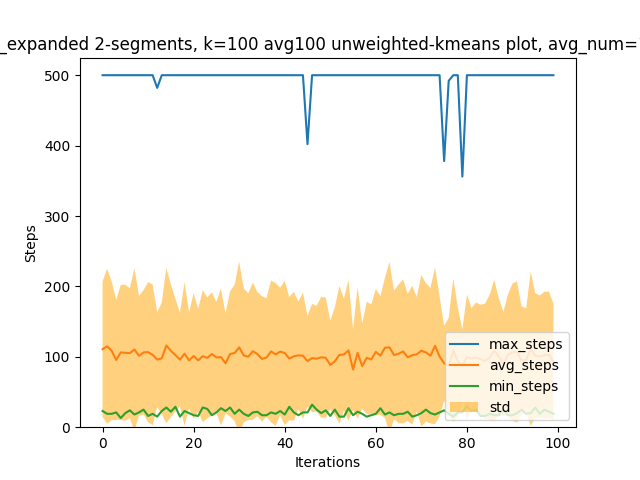 _expanded 2-segments, k=100 avg100 unweighted-kmeans plot, avg_num=
500
400
300
200
100
0
Steps
max_steps
avg_steps
min_steps
std
0 20 40 60 80 100
Iterations